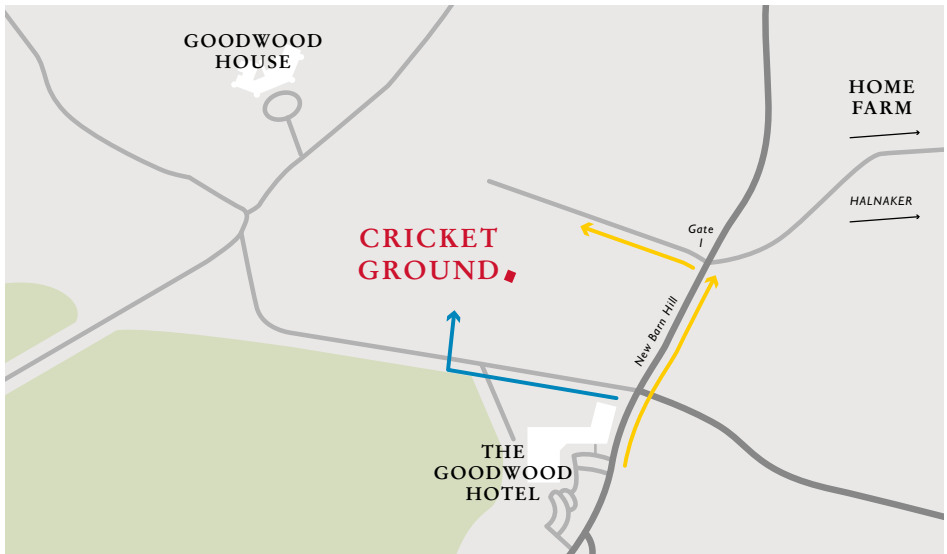 GOODWOOD
HOUSE
HOME
FARM
HALNAKER
Gate
1
CRICKET
GROUND
New Barn Hill
THE
GOODWOOD
HOTEL